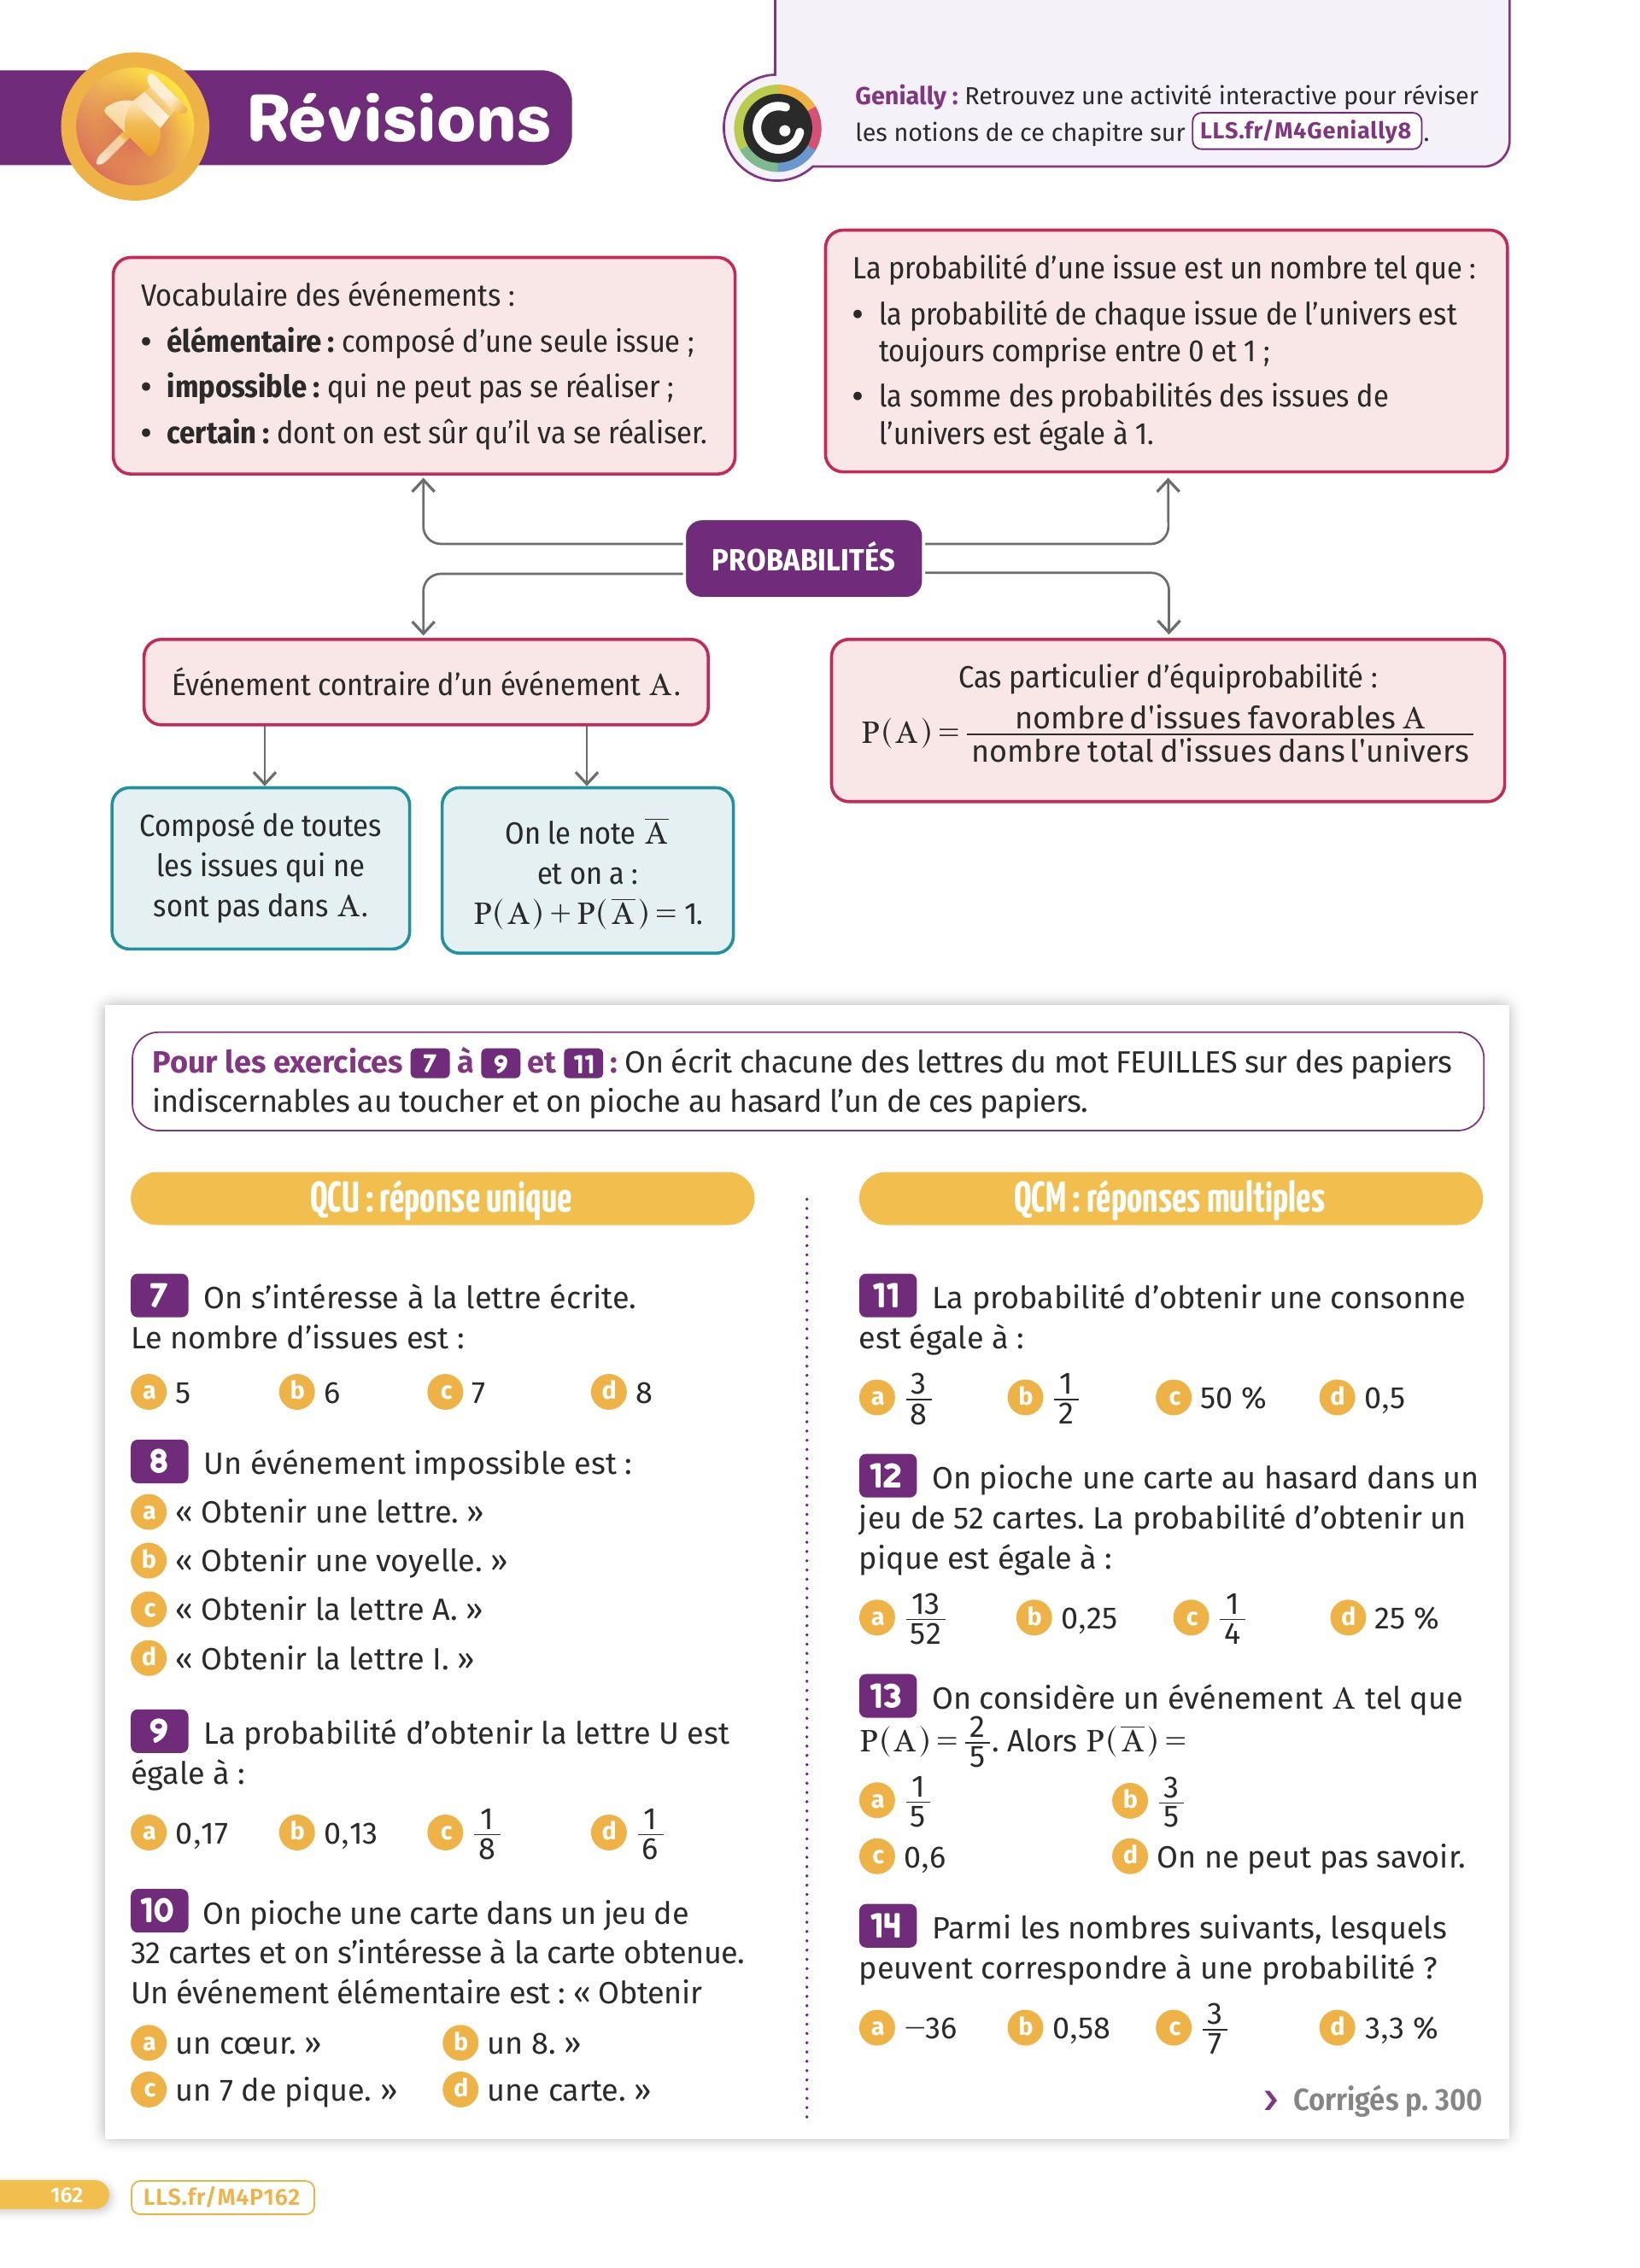 Révisions
Genially : Retrouvez une activité interactive pour réviser
les notions de ce chapitre sur LLS.fr/M4Genially8 .
Vocabulaire des événements :
• élémentaire : composé d’une seule issue ;
• impossible : qui ne peut pas se réaliser ;
• certain : dont on est sûr qu’il va se réaliser.
La probabilité d’une issue est un nombre tel que :
• la probabilité de chaque issue de l’univers est
toujours comprise entre 0 et 1 ;
• la somme des probabilités des issues de
l’univers est égale à 1.
PROBABILITÉS
Événement contraire d’un événement A.
Composé de toutes
les issues qui ne
sont pas dans A.
On le note A̅
et on a :
P(A) + P(A̅) = 1.
Cas particulier d’équiprobabilité :
P(A) = nombre d'issues favorables A / nombre total d'issues dans l'univers
Pour les exercices 7 à 9 et 11 : On écrit chacune des lettres du mot FEUILLES sur des papiers
indiscernables au toucher et on pioche au hasard l’un de ces papiers.
QCU : réponse unique
7 On s’intéresse à la lettre écrite.
Le nombre d’issues est :
a 5 b 6 c 7 d 8
8 Un événement impossible est :
a « Obtenir une lettre. »
b « Obtenir une voyelle. »
c « Obtenir la lettre A. »
d « Obtenir la lettre I. »
9 La probabilité d’obtenir la lettre U est
égale à :
a 0,17 b 0,13 c 1/8 d 1/6
10 On pioche une carte dans un jeu de
32 cartes et on s’intéresse à la carte obtenue.
Un événement élémentaire est : « Obtenir
a un cœur. » b un 8. »
c un 7 de pique. » d une carte. »
QCM : réponses multiples
11 La probabilité d’obtenir une consonne
est égale à :
a 3/8 b 1/2 c 50 % d 0,5
12 On pioche une carte au hasard dans un
jeu de 52 cartes. La probabilité d’obtenir un
pique est égale à :
a 13/52 b 0,25 c 1/4 d 25 %
13 On considère un événement A tel que
P(A) = 2/5. Alors P(A̅) =
a 1/5 b 3/5
c 0,6 d On ne peut pas savoir.
14 Parmi les nombres suivants, lesquels
peuvent correspondre à une probabilité ?
a −36 b 0,58 c 3/7 d 3,3 %
› Corrigés p. 300
162 LLS.fr/M4P162